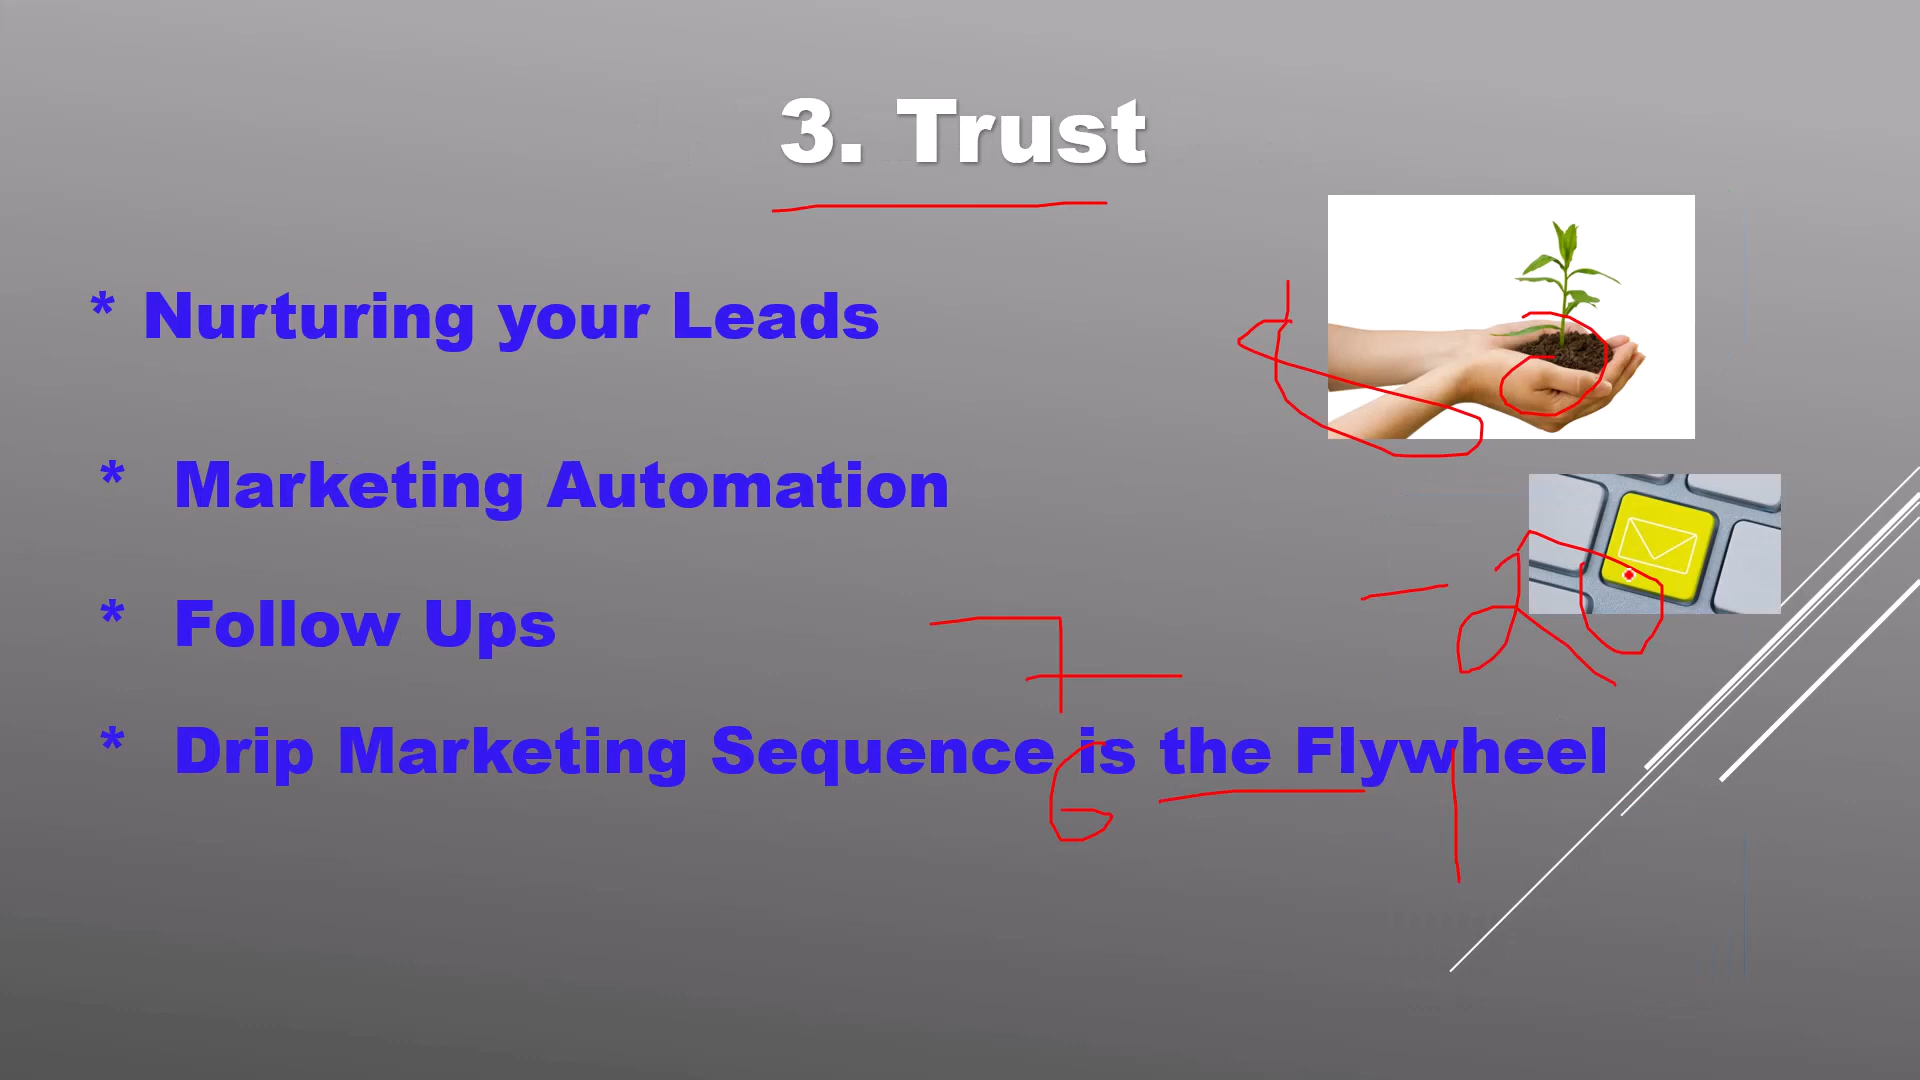 3. Trust
* Nurturing your Leads
* Marketing Automation
* Follow Ups
* Drip Marketing Sequence is the Flywheel